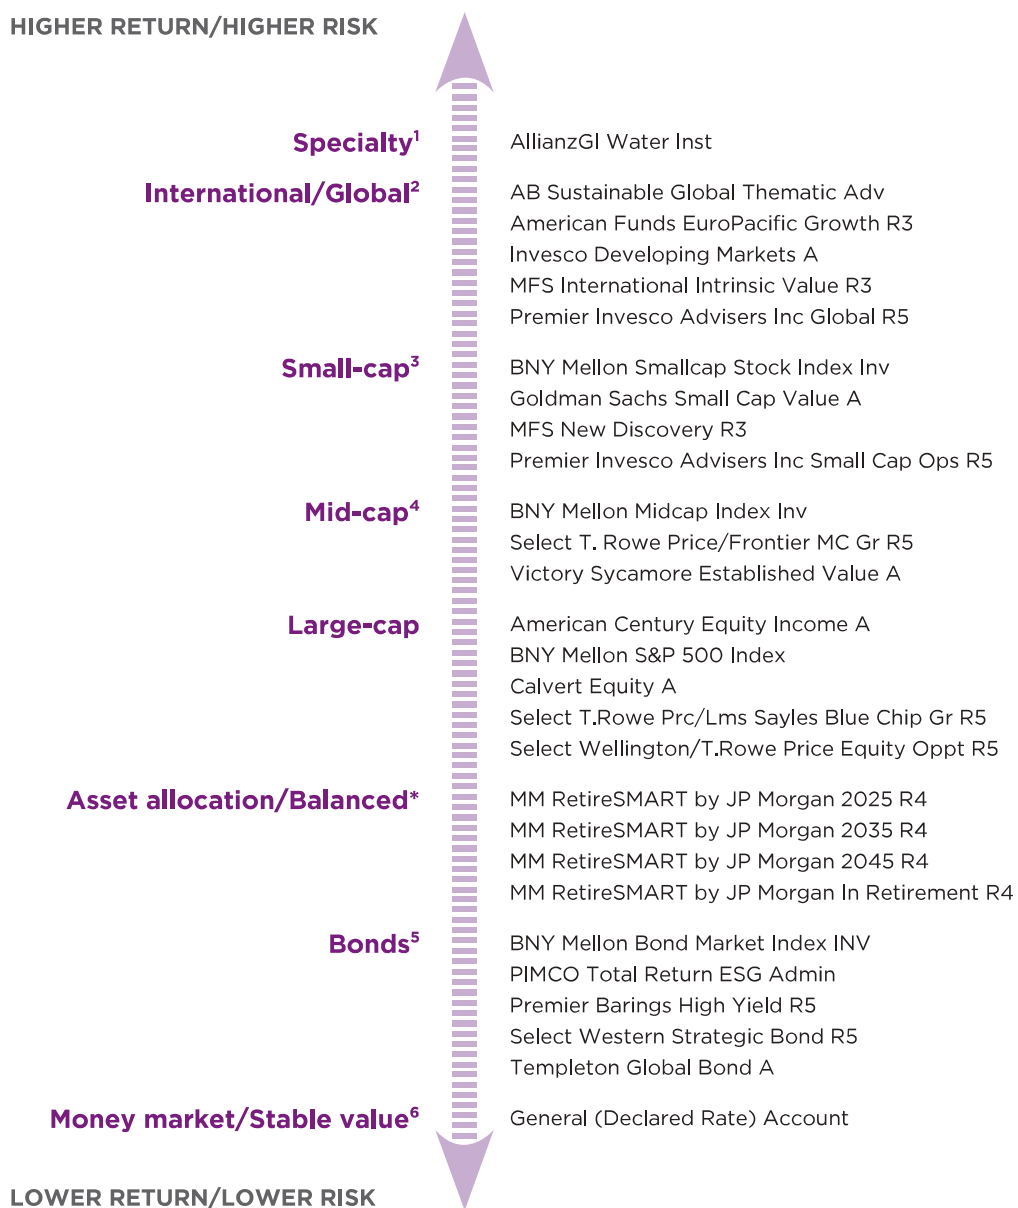 HIGHER RETURN/HIGHER RISK
Specialty¹ AllianzGl Water Inst
International/Global² AB Sustainable Global Thematic Adv
American Funds EuroPacific Growth R3
Invesco Developing Markets A
MFS International Intrinsic Value R3
Premier Invesco Advisers Inc Global R5
Small-cap³ BNY Mellon Smallcap Stock Index Inv
Goldman Sachs Small Cap Value A
MFS New Discovery R3
Premier Invesco Advisers Inc Small Cap Ops R5
Mid-cap⁴ BNY Mellon Midcap Index Inv
Select T. Rowe Price/Frontier MC Gr R5
Victory Sycamore Established Value A
Large-cap American Century Equity Income A
BNY Mellon S&P 500 Index
Calvert Equity A
Select T.Rowe Prc/Lms Sayles Blue Chip Gr R5
Select Wellington/T.Rowe Price Equity Oppt R5
Asset allocation/Balanced* MM RetireSMART by JP Morgan 2025 R4
MM RetireSMART by JP Morgan 2035 R4
MM RetireSMART by JP Morgan 2045 R4
MM RetireSMART by JP Morgan In Retirement R4
Bonds⁵ BNY Mellon Bond Market Index INV
PIMCO Total Return ESG Admin
Premier Barings High Yield R5
Select Western Strategic Bond R5
Templeton Global Bond A
Money market/Stable value⁶ General (Declared Rate) Account
LOWER RETURN/LOWER RISK